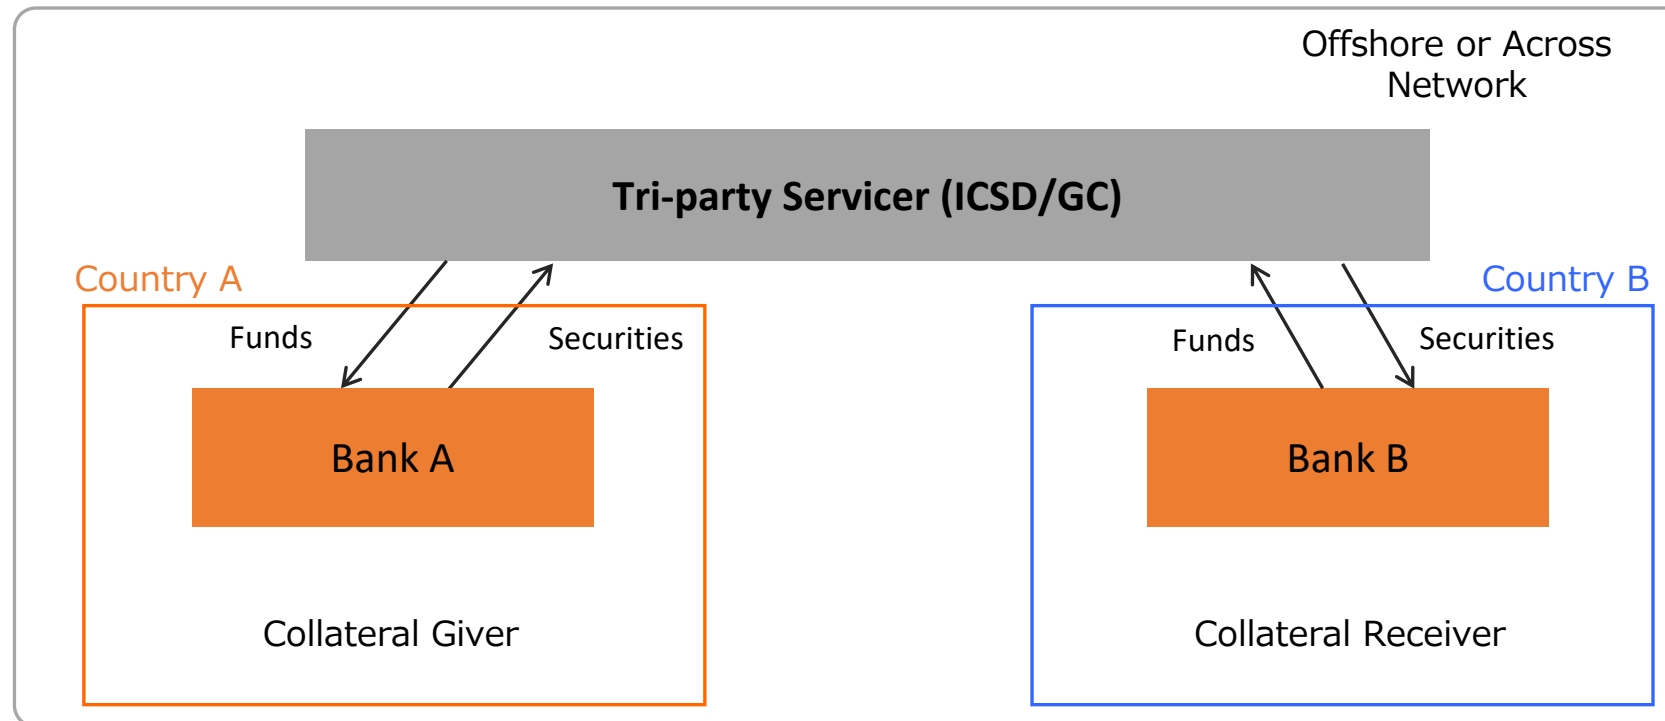 Offshore or Across
Network
Tri-party Servicer (ICSD/GC)
Country A
Country B
Funds
Securities
Funds
Securities
Bank A
Bank B
Collateral Giver
Collateral Receiver